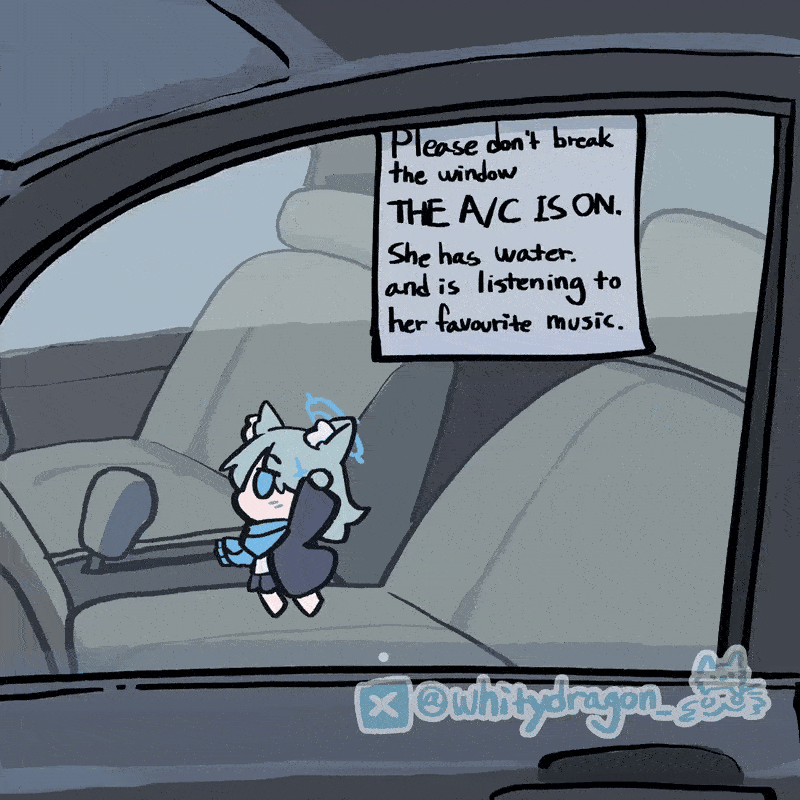 Please don't break
the window
THE A/C IS ON.
She has water.
and is listening to
her favourite music.
@whitydragon_